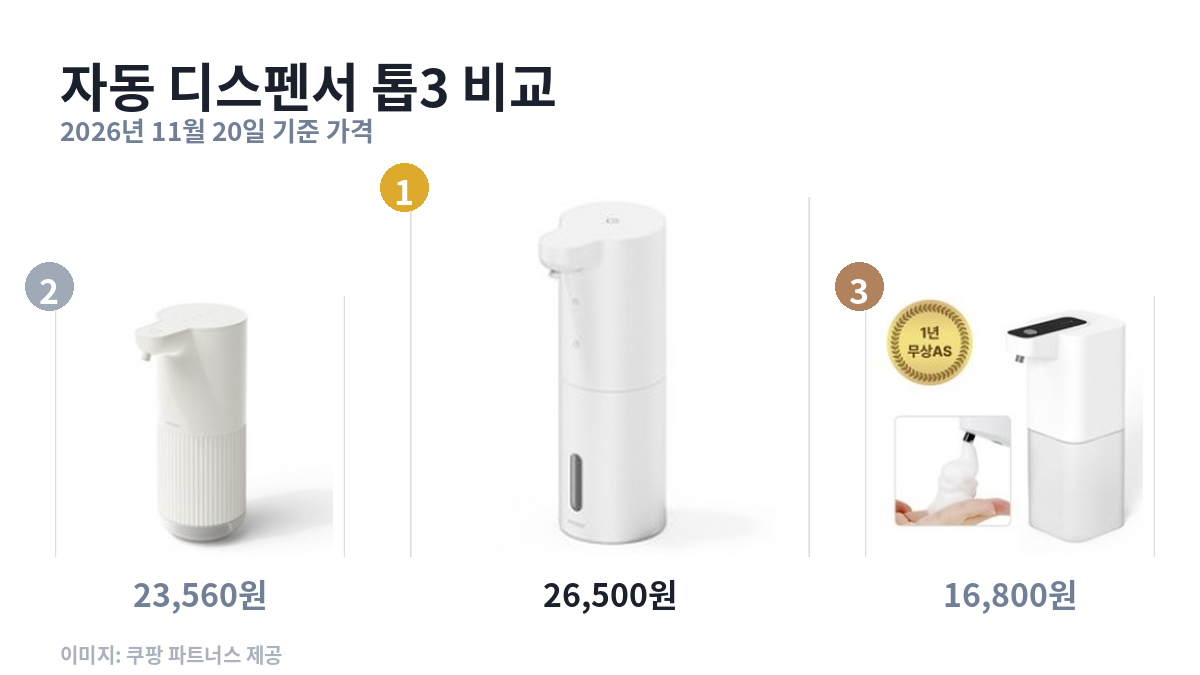 자동 디스펜서 톱3 비교
2026년 11월 20일 기준 가격
1
2
3
1년
무상AS
23,560원
26,500원
16,800원
이미지: 쿠팡 파트너스 제공